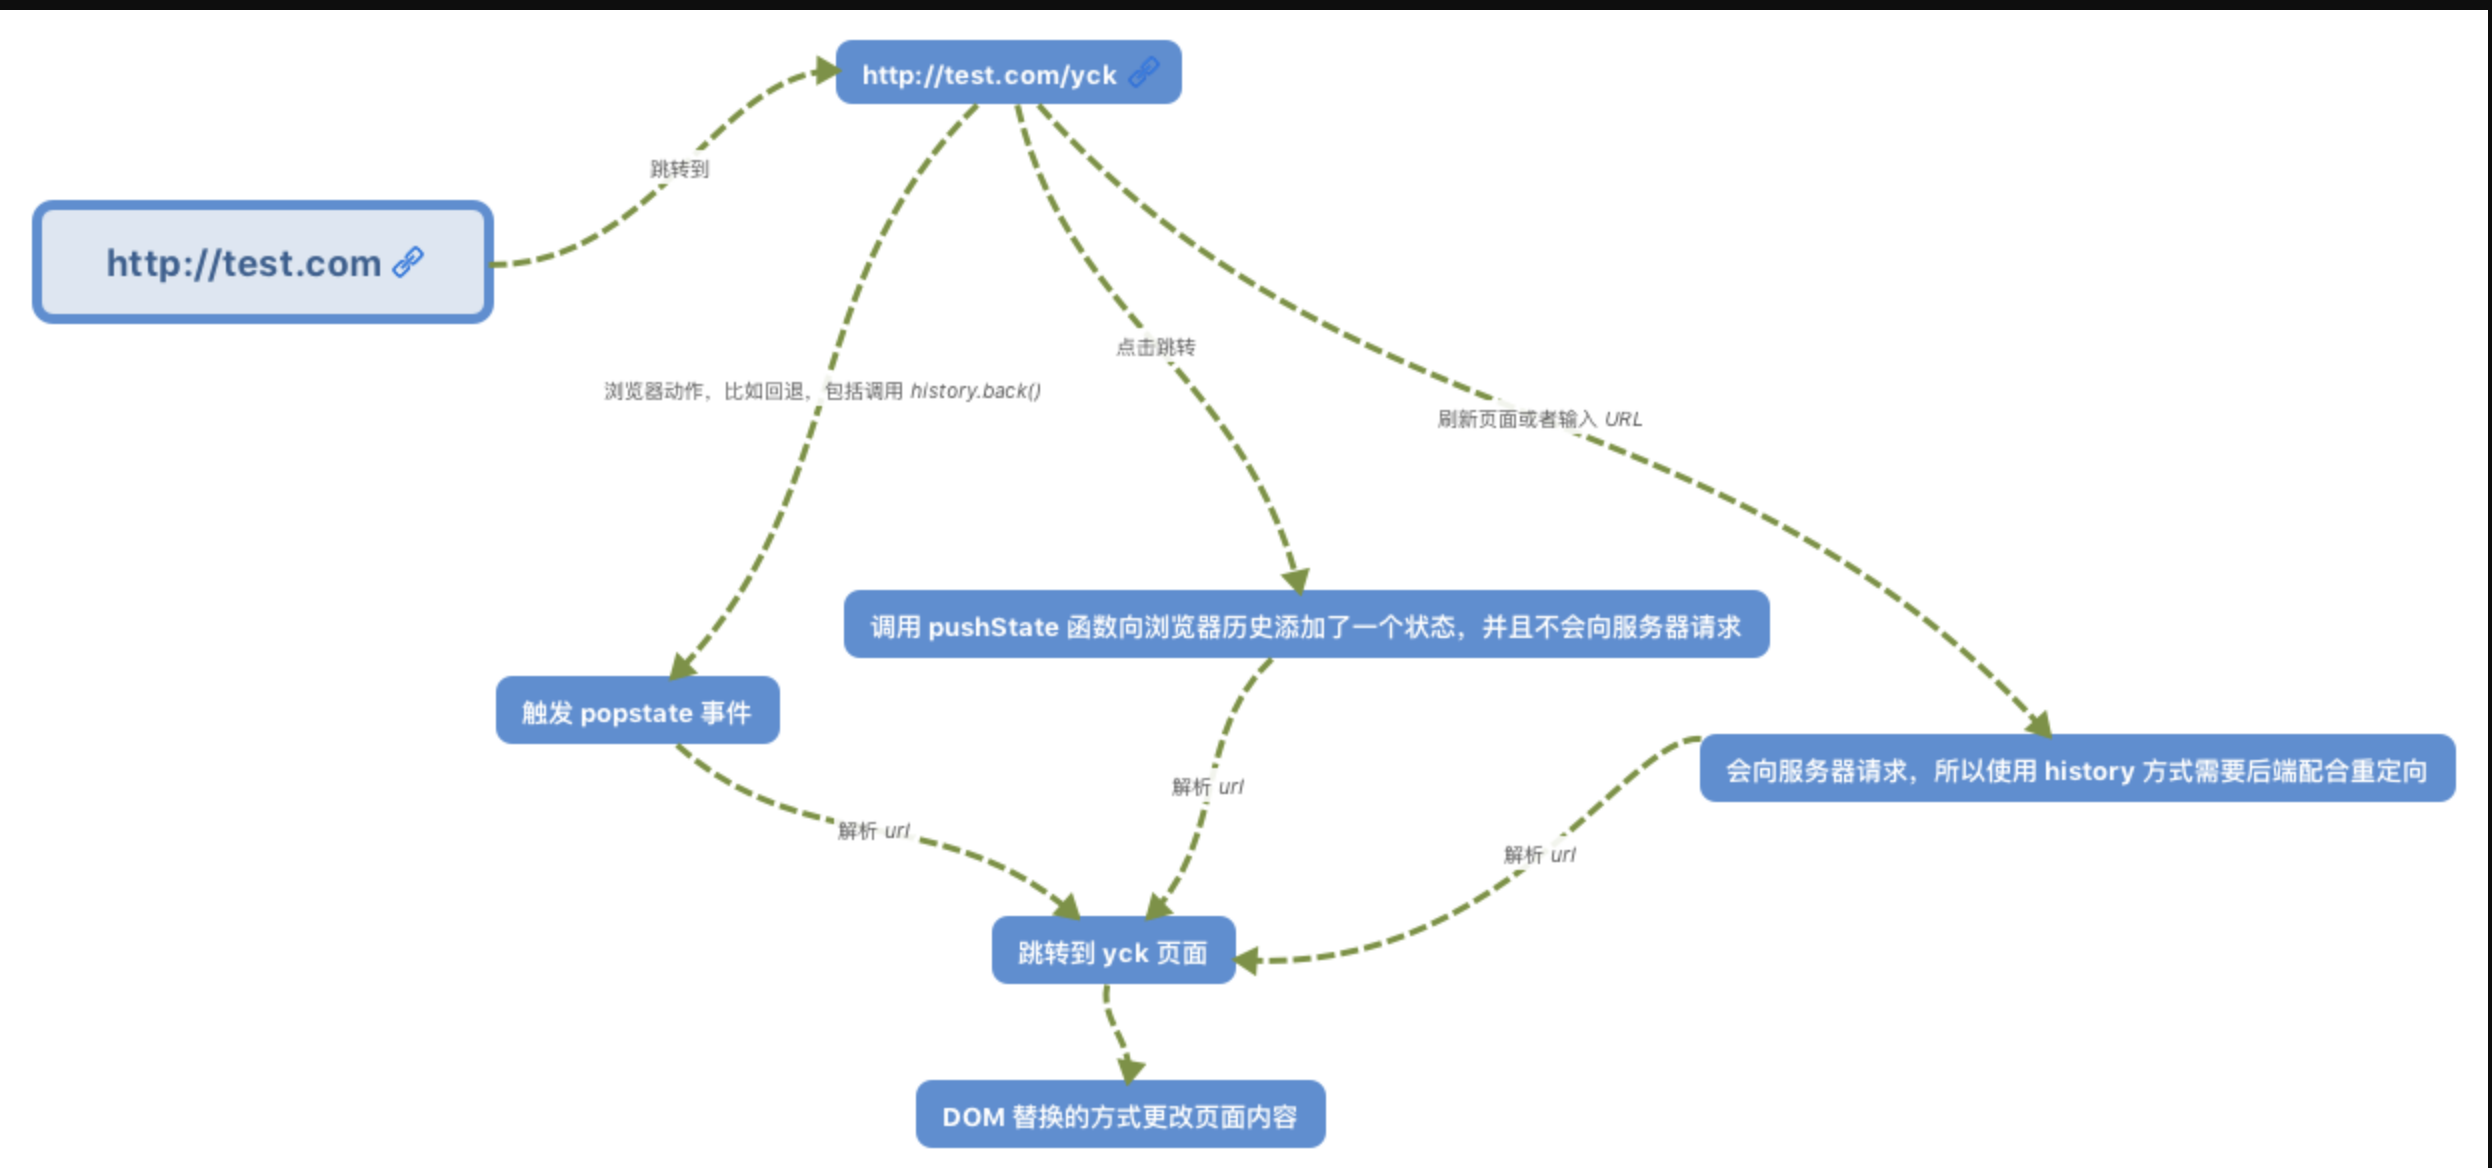 http://test.com/yck
跳转到
http://test.com
点击跳转
浏览器动作，比如回退，包括调用 history.back()
刷新页面或者输入 URL
调用 pushState 函数向浏览器历史添加了一个状态，并且不会向服务器请求
触发 popstate 事件
会向服务器请求，所以使用 history 方式需要后端配合重定向
解析 url
解析 url
解析 url
跳转到 yck 页面
DOM 替换的方式更改页面内容